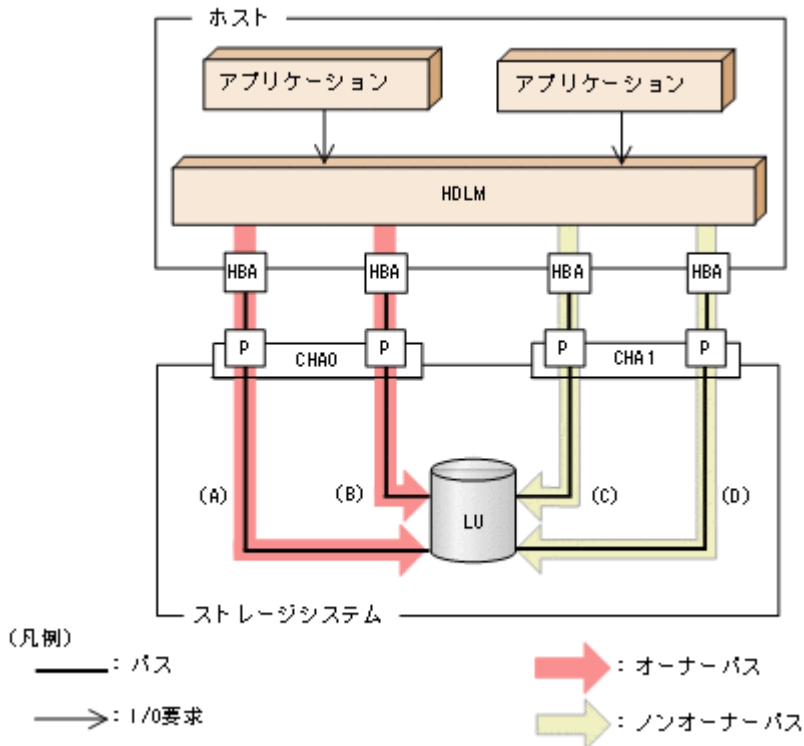 ホスト
アプリケーション
アプリケーション
HDLM
HBA
HBA
HBA
HBA
P
P
P
P
CHA0
CHA1
(A)
(B)
(C)
(D)
LU
ストレージシステム
(凡例)
：パス
：オーナーパス
：I/O要求
：ノンオーナーパス